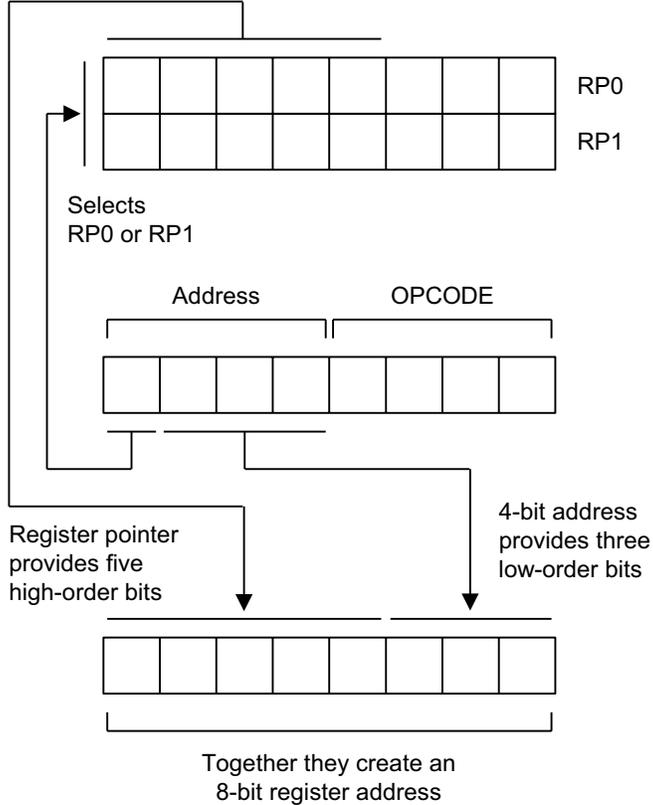 RP0
RP1
Selects
RP0 or RP1
Address
OPCODE
Register pointer
provides five
high-order bits
4-bit address
provides three
low-order bits
Together they create an
8-bit register address